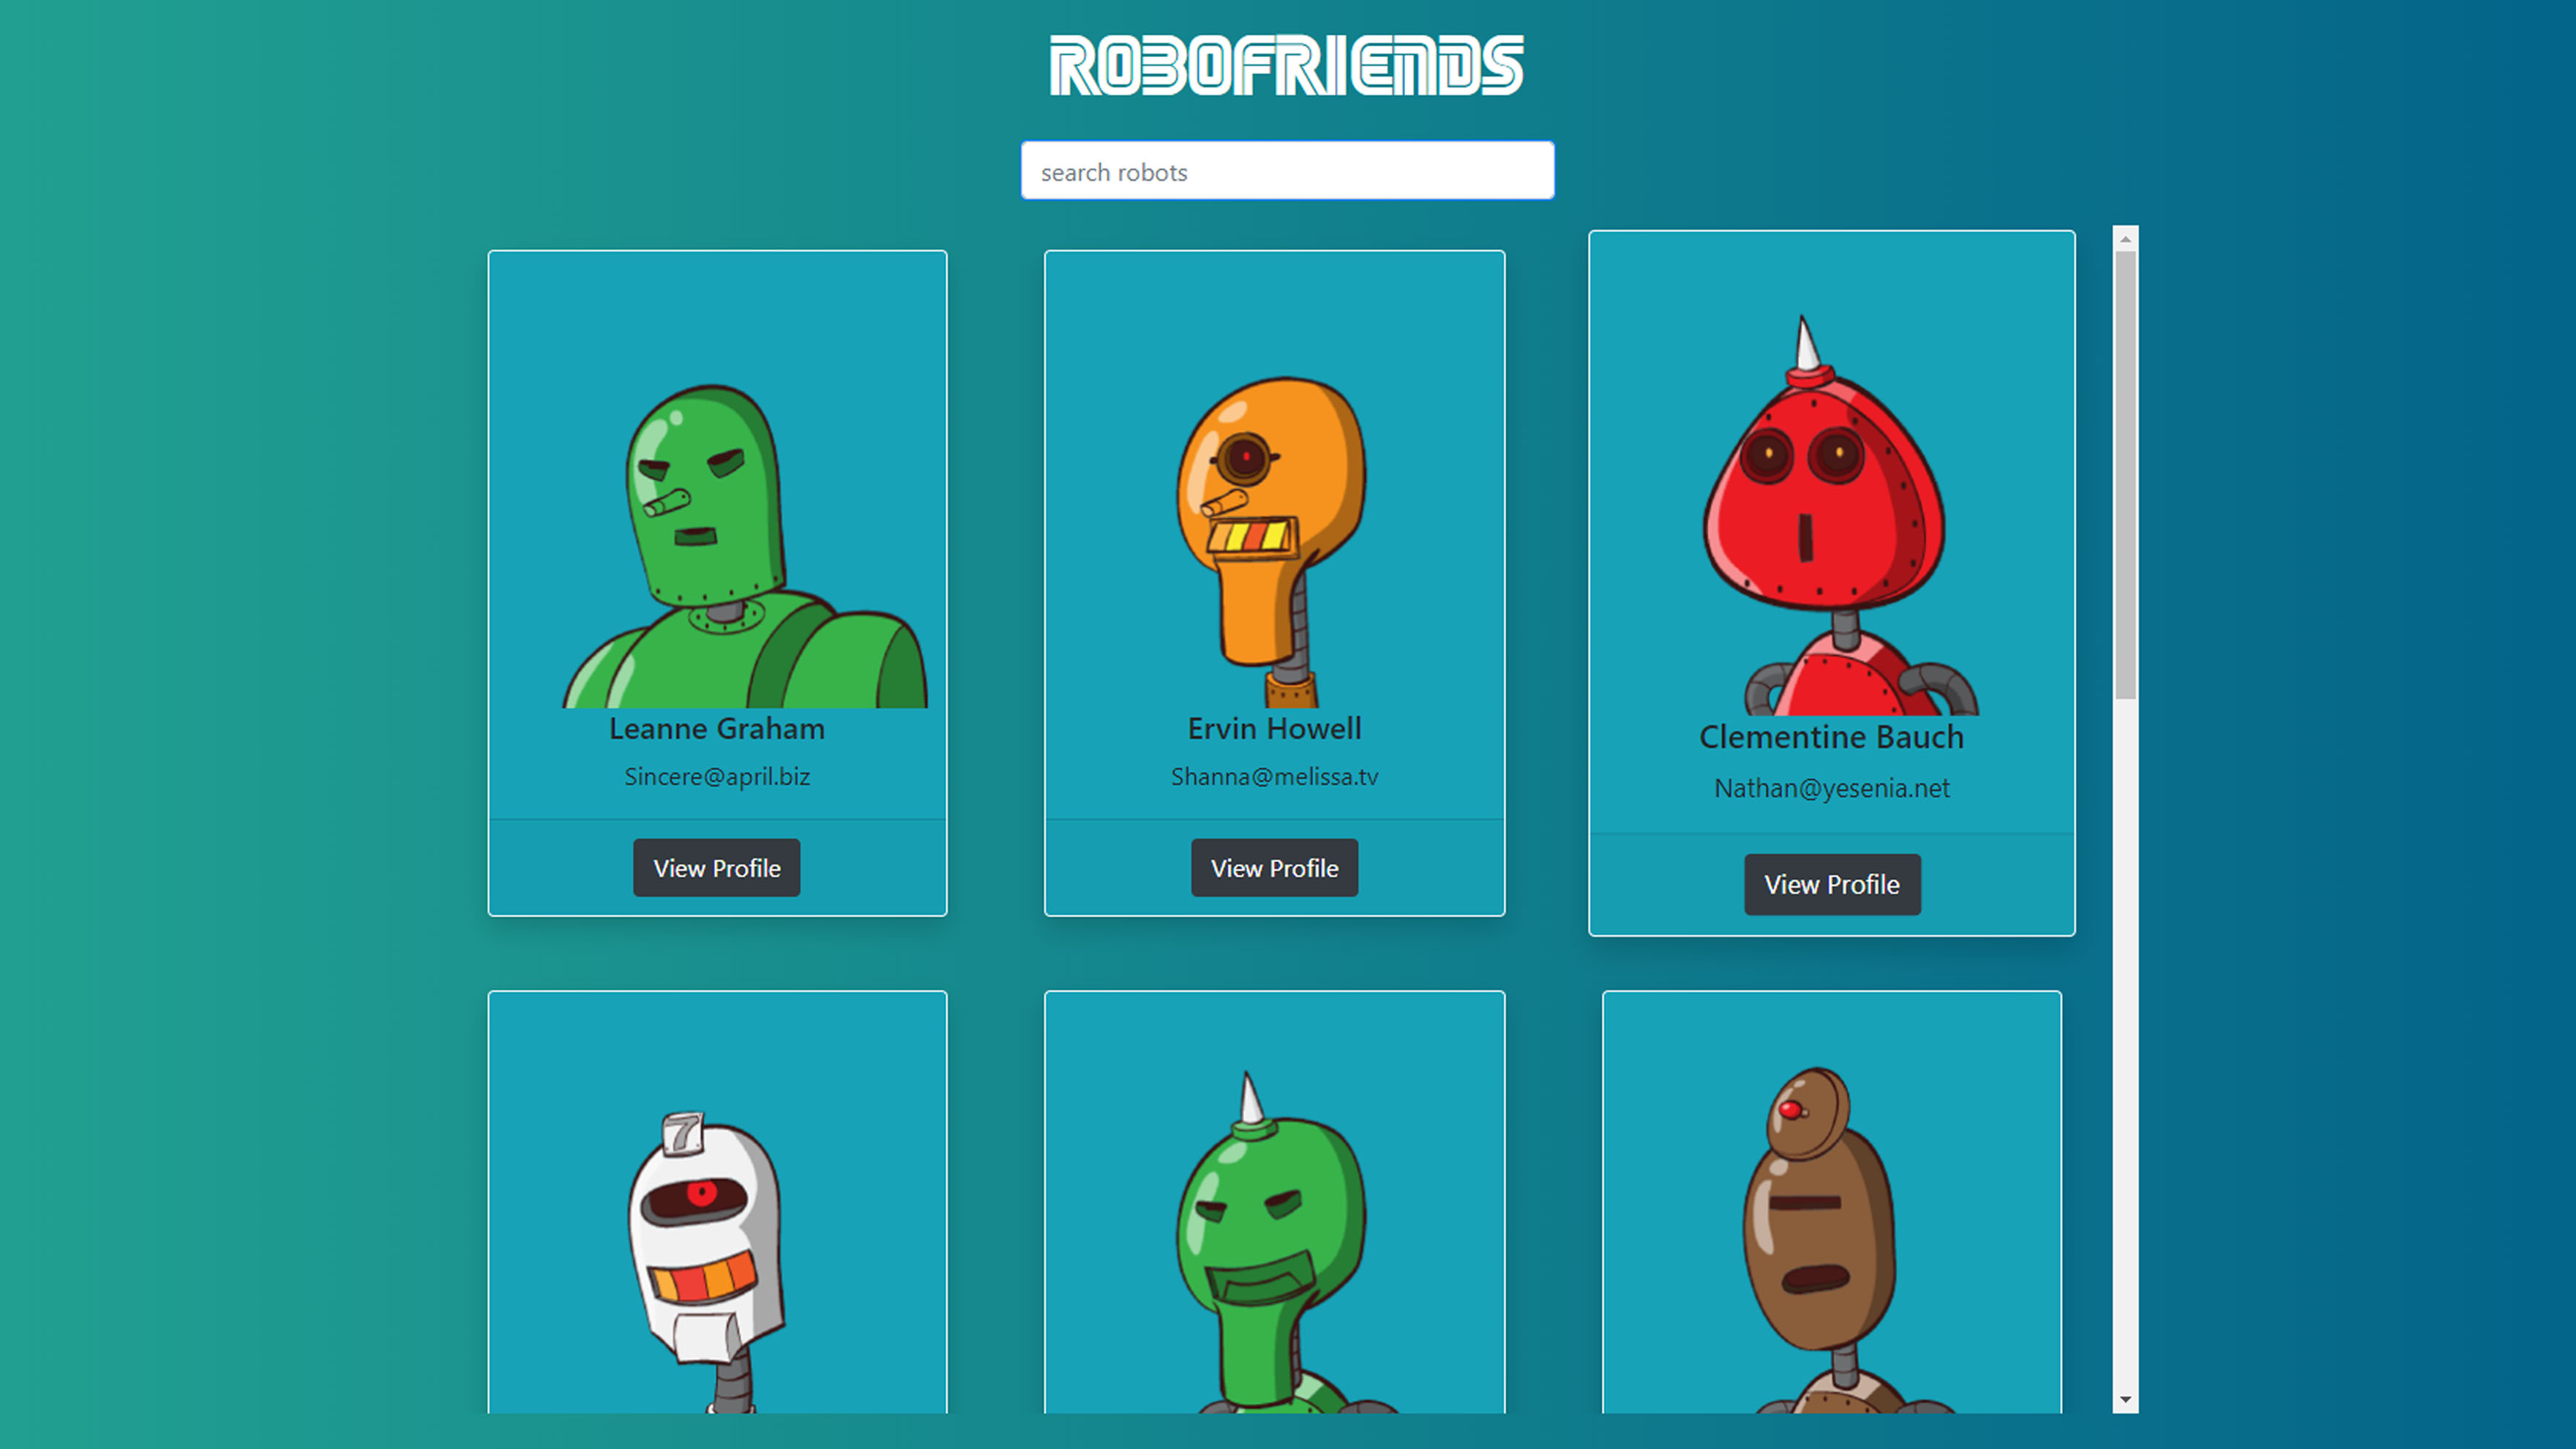 ROBOFRIENDS
search robots
Leanne Graham
Sincere@april.biz
View Profile
Ervin Howell
Shanna@melissa.tv
View Profile
Clementine Bauch
Nathan@yesenia.net
View Profile
7